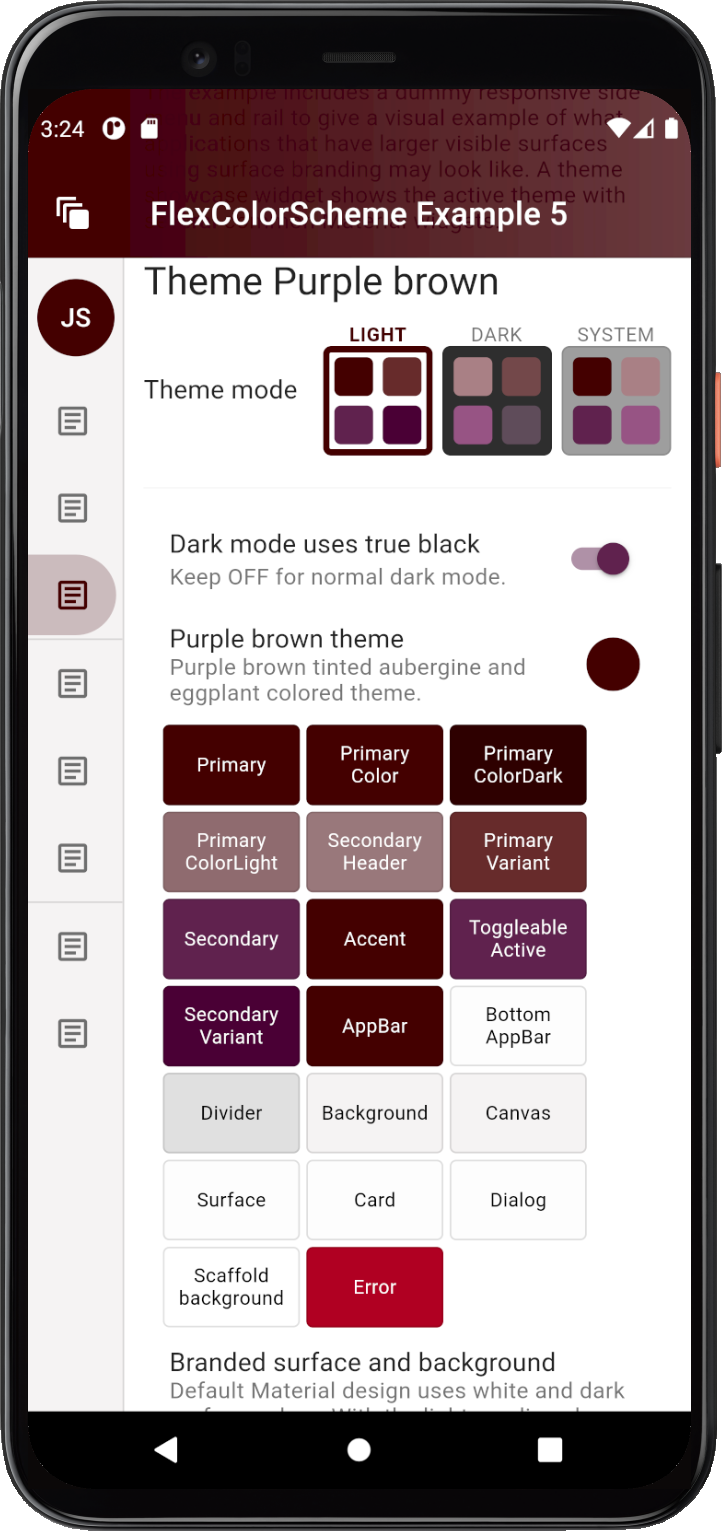 example includes a dummy responsive side
3:24
u and rail to give a visual example of what
lications that have larger visible surfaces
g surface branding may look like. A theme
wcase widget shows the active theme with
FlexColorScheme Example 5
Theme Purple brown
JS
LIGHT
DARK
SYSTEM
Theme mode
Dark mode uses true black
Keep OFF for normal dark mode.
Purple brown theme
Purple brown tinted aubergine and
eggplant colored theme.
Primary
Primary
Color
Primary
ColorDark
Primary
ColorLight
Secondary
Header
Primary
Variant
Secondary
Accent
Toggleable
Active
Secondary
Variant
AppBar
Bottom
AppBar
Divider
Background
Canvas
Surface
Card
Dialog
Scaffold
background
Error
Branded surface and background
Default Material design uses white and dark